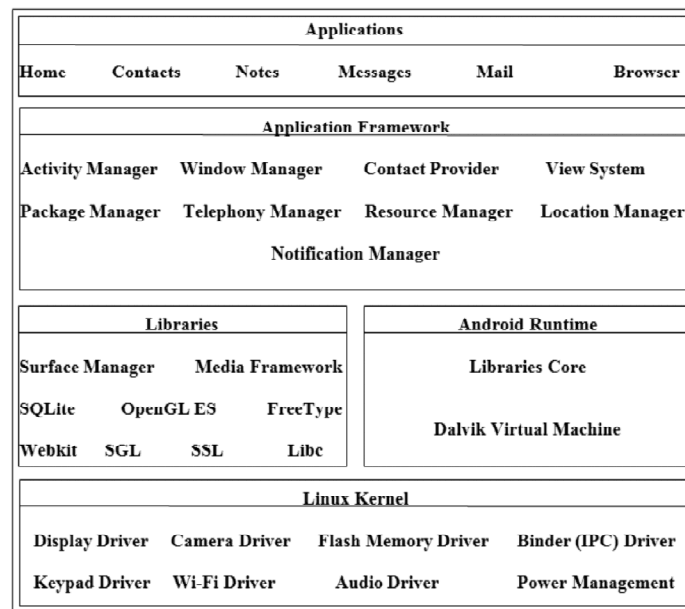 Applications
Home Contacts Notes Messages Mail Browser
Application Framework
Activity Manager Window Manager Contact Provider View System
Package Manager Telephony Manager Resource Manager Location Manager
Notification Manager
Libraries
Surface Manager Media Framework
SQLite OpenGL ES FreeType
Webkit SGL SSL Libc
Android Runtime
Libraries Core
Dalvik Virtual Machine
Linux Kernel
Display Driver Camera Driver Flash Memory Driver Binder (IPC) Driver
Keypad Driver Wi-Fi Driver Audio Driver Power Management